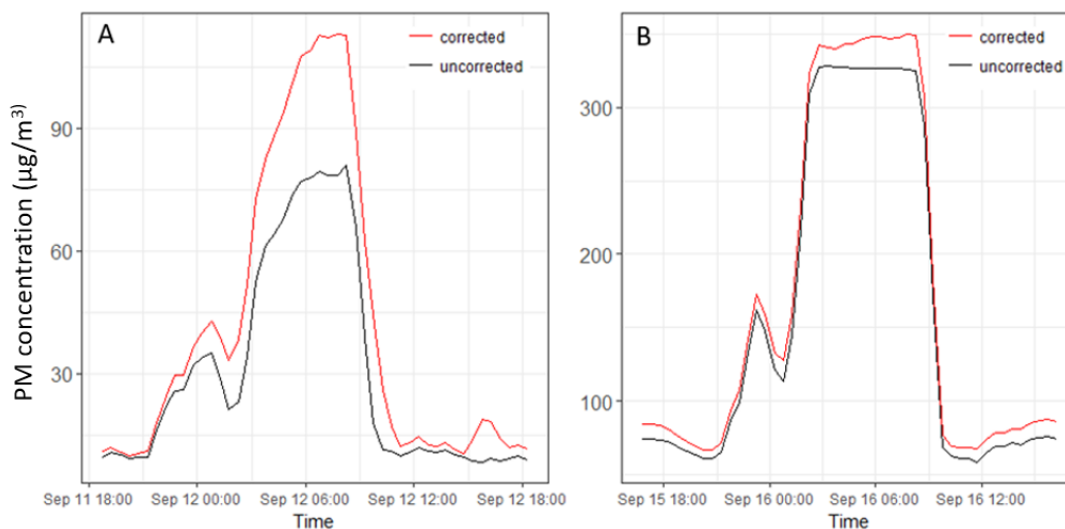 A
corrected
uncorrected
B
corrected
uncorrected
PM concentration (µg/m³)
90
60
30
300
200
100
Sep 11 18:00 Sep 12 00:00 Sep 12 06:00 Sep 12 12:00 Sep 12 18:00
Time
Sep 15 18:00 Sep 16 00:00 Sep 16 06:00 Sep 16 12:00
Time